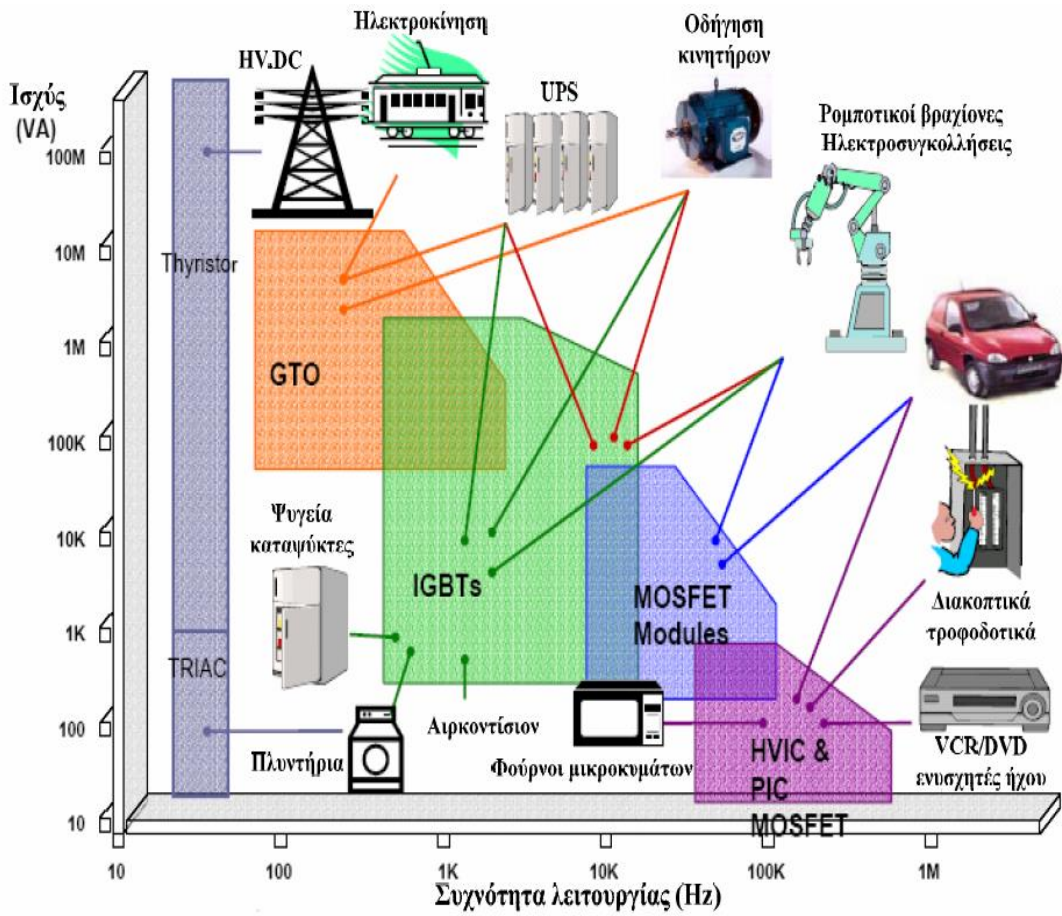 Ηλεκτροκίνηση
HV.DC
UPS
Οδήγηση
κινητήρων
Ρομποτικοί βραχίονες
Ηλεκτροσυγκολλήσεις
Ισχύς
(VA)
100M
10M
1M
100K
10K
1K
100
10
Thyristor
TRIAC
GTO
IGBTs
MOSFET
Modules
HVIC &
PIC
MOSFET
Ψυγεία
καταψύκτες
Πλυντήρια
Αιρκοντίσιον
Φούρνοι μικροκυμάτων
Διακοπτικά
τροφοδοτικά
VCR/DVD
ενυσχητές ήχου
10
100
1K
10K
100K
1M
Συχνότητα λειτουργίας (Hz)